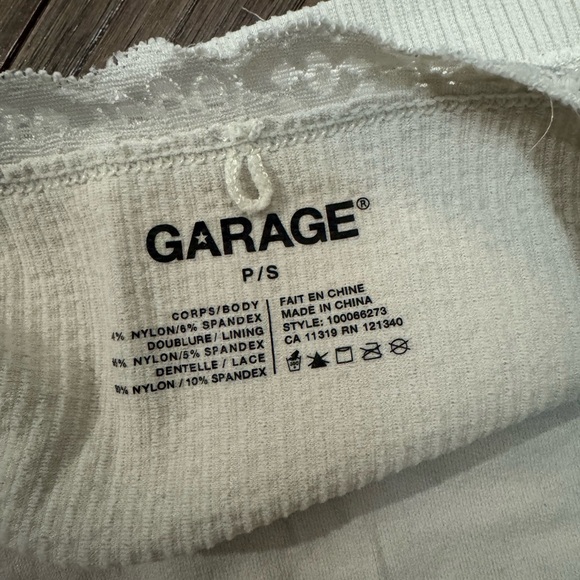 GARAGE®
P/S
CORPS/BODY
4% NYLON/6% SPANDEX
DOUBLURE / LINING
NYLON/5% SPANDEX
DENTELLE / LACE
NYLON / 10% SPANDEX
FAIT EN CHINE
MADE IN CHINA
STYLE: 100066273
CA 11319 RN 121340